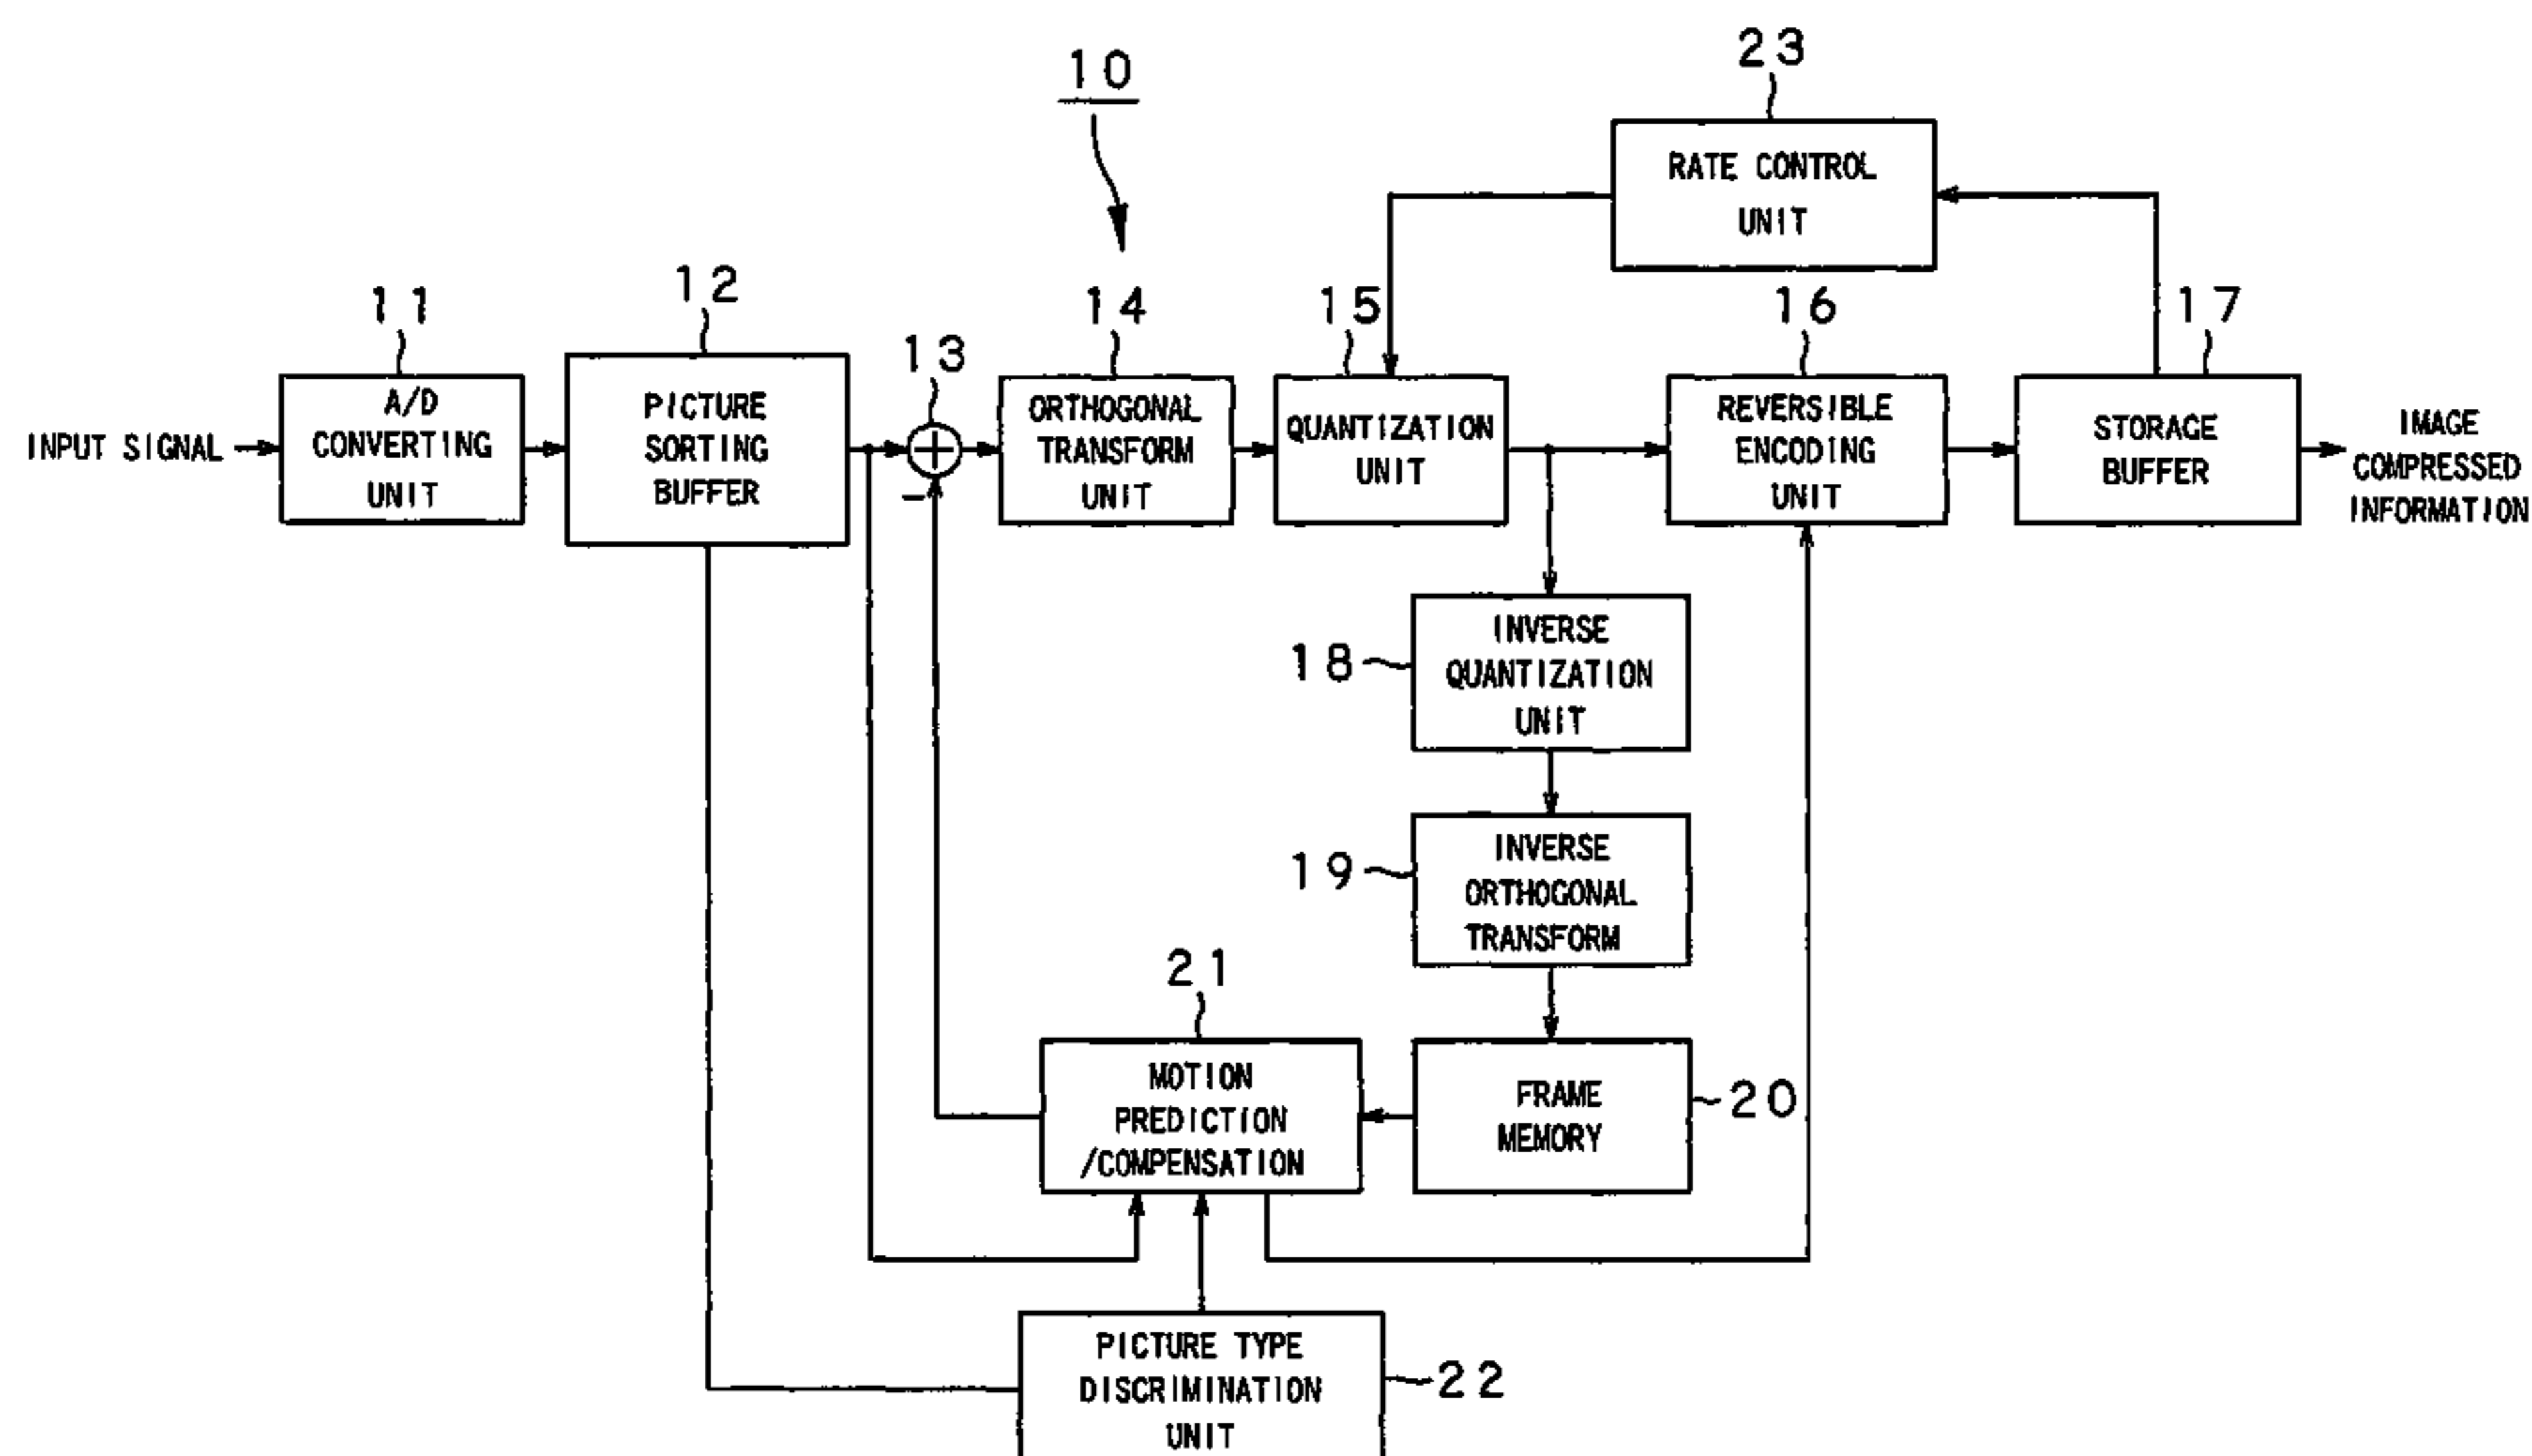 10
23
RATE CONTROL
UNIT
11
12
13
14
15
16
17
INPUT SIGNAL
A/D
CONVERTING
UNIT
PICTURE
SORTING
BUFFER
-
ORTHOGONAL
TRANSFORM
UNIT
QUANTIZATION
UNIT
REVERSIBLE
ENCODING
UNIT
STORAGE
BUFFER
IMAGE
COMPRESSED
INFORMATION
18
INVERSE
QUANTIZATION
UNIT
19
INVERSE
ORTHOGONAL
TRANSFORM
21
MOTION
PREDICTION
/COMPENSATION
FRAME
MEMORY
20
PICTURE TYPE
DISCRIMINATION
UNIT
22